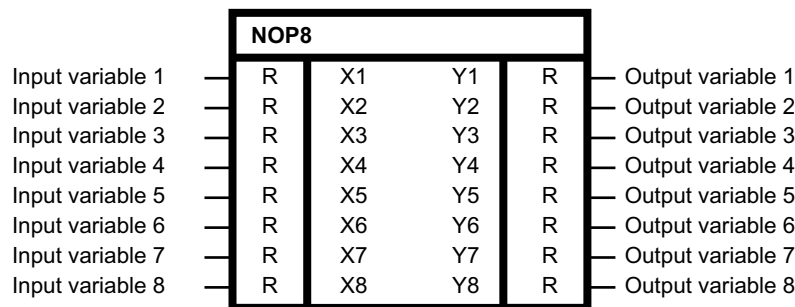 NOP8
Input variable 1 R X1 Y1 R Output variable 1
Input variable 2 R X2 Y2 R Output variable 2
Input variable 3 R X3 Y3 R Output variable 3
Input variable 4 R X4 Y4 R Output variable 4
Input variable 5 R X5 Y5 R Output variable 5
Input variable 6 R X6 Y6 R Output variable 6
Input variable 7 R X7 Y7 R Output variable 7
Input variable 8 R X8 Y8 R Output variable 8